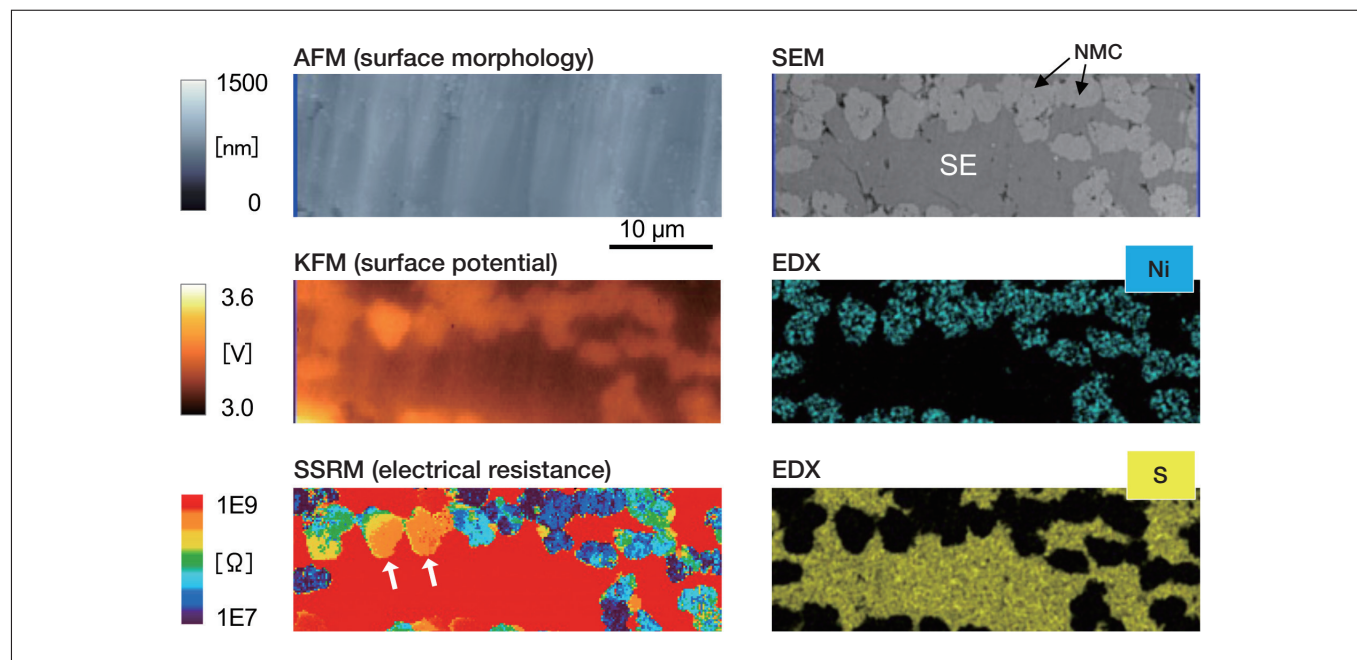 AFM (surface morphology)
1500
[nm]
0
10 µm
SEM
NMC
SE
KFM (surface potential)
3.6
[V]
3.0
EDX
Ni
SSRM (electrical resistance)
1E9
[Ω]
1E7
EDX
S